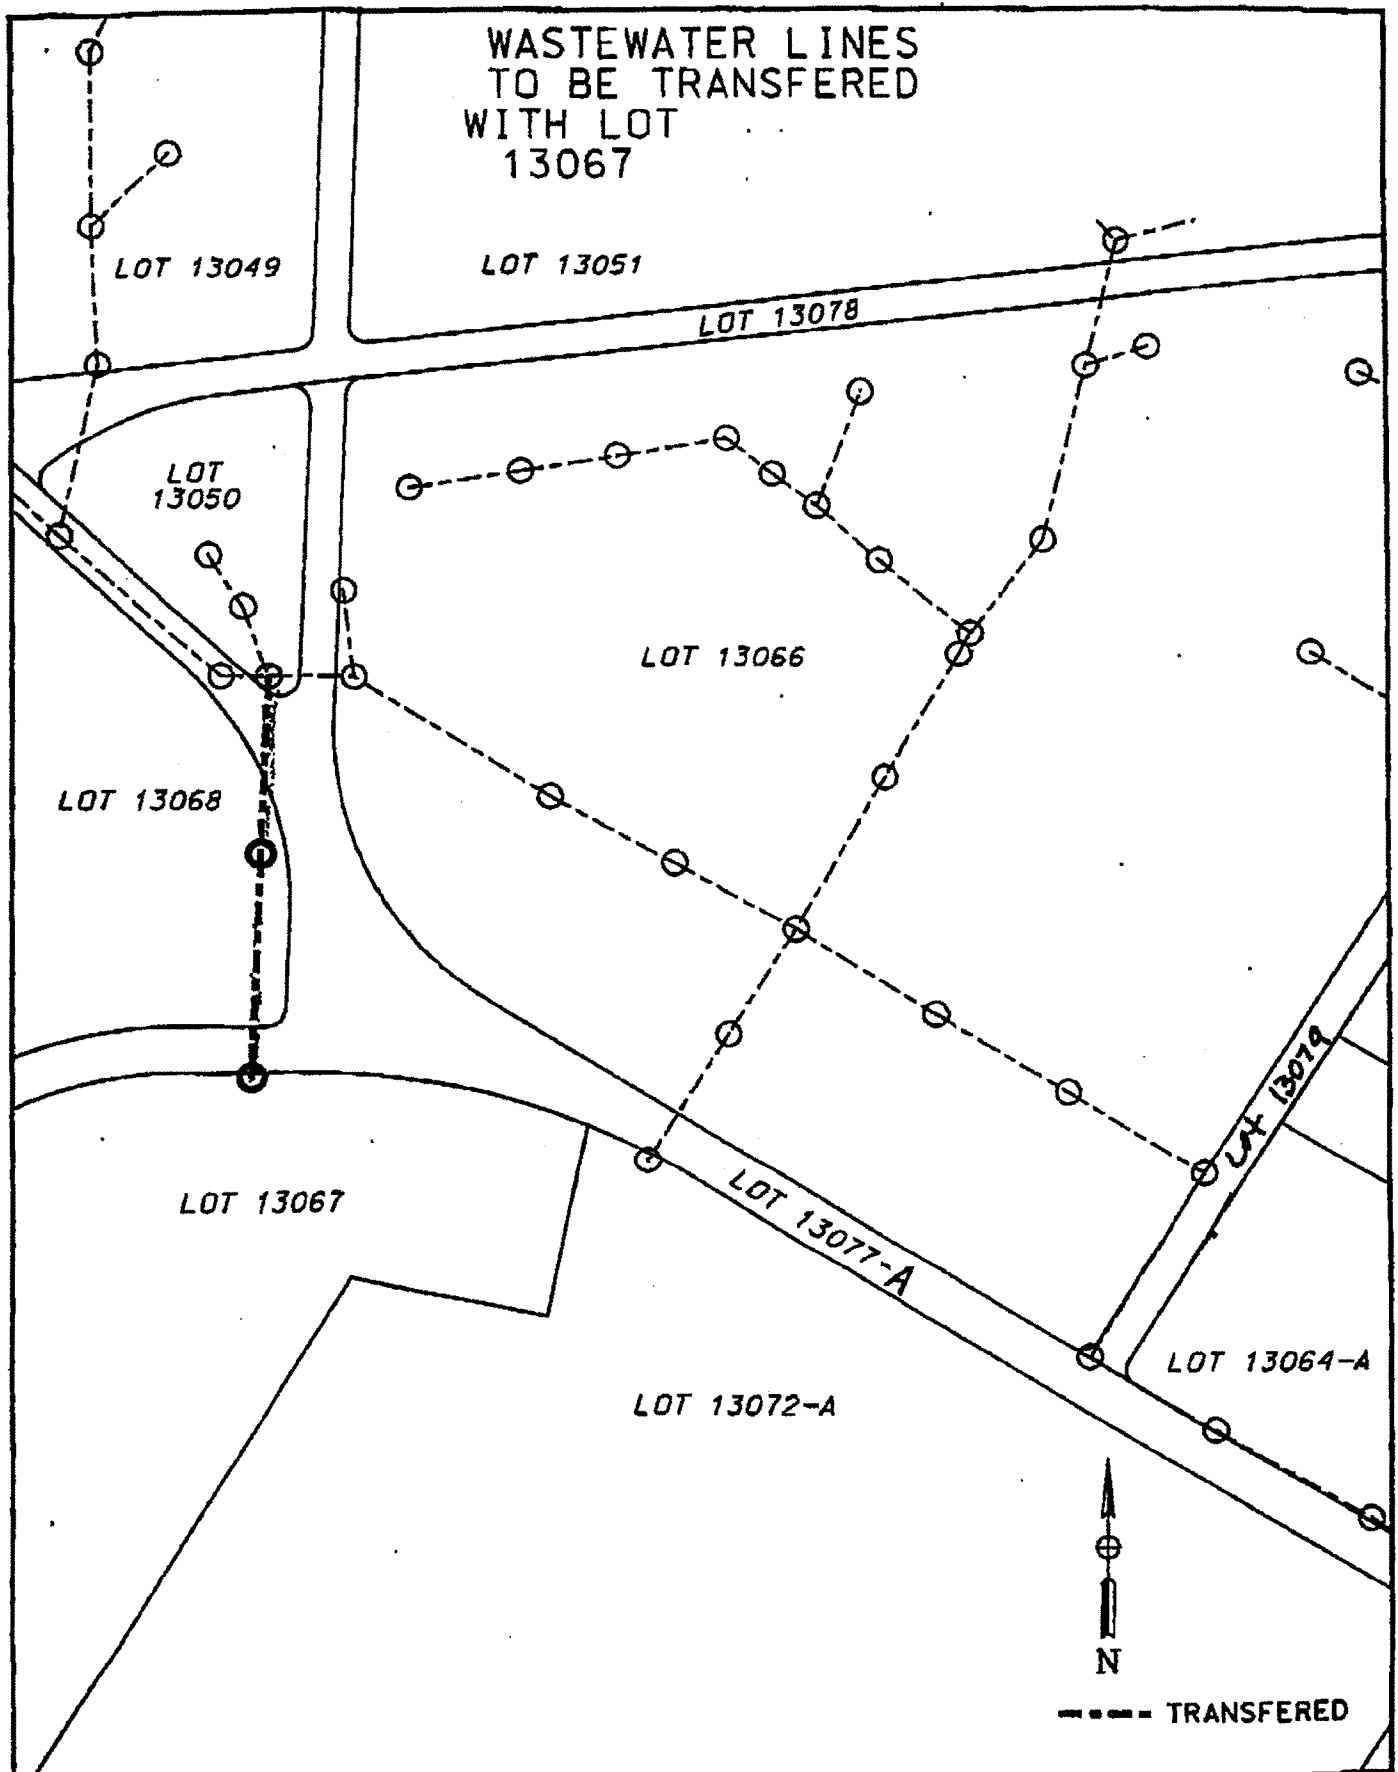 WASTEWATER LINES
TO BE TRANSFERED
WITH LOT
13067
LOT 13049
LOT 13051
LOT 13078
LOT
13050
LOT 13066
LOT 13068
LOT 13079
LOT 13067
LOT 13077-A
LOT 13064-A
LOT 13072-A
N
TRANSFERED